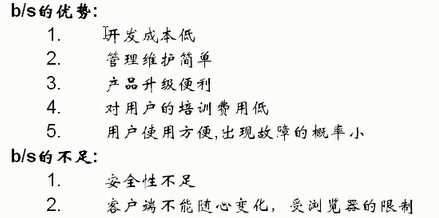 b/s的优势:
1. 开发成本低
2. 管理维护简单
3. 产品升级便利
4. 对用户的培训费用低
5. 用户使用方便,出现故障的概率小
b/s的不足:
1. 安全性不足
2. 客户端不能随心变化，受浏览器的限制